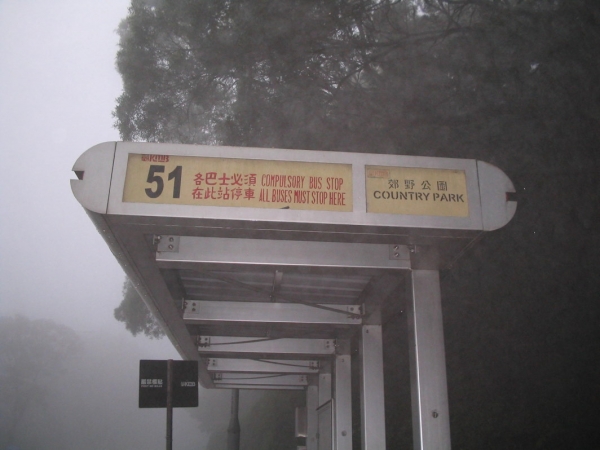 51
各巴士必須 COMPULSORY BUS STOP
在此站停車 ALL BUSES MUST STOP HERE
郊野公園
COUNTRY PARK